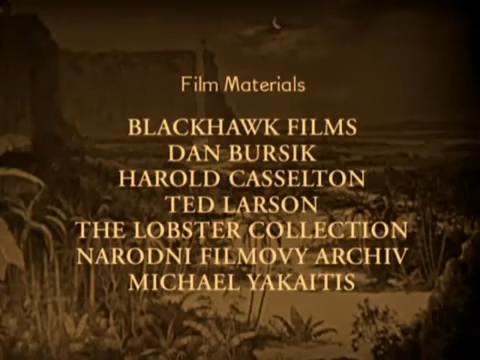 Film Materials
BLACKHAWK FILMS
DAN BURSIK
HAROLD CASSELTON
TED LARSON
THE LOBSTER COLLECTION
NARODNI FILMOVY ARCHIV
MICHAEL YAKAITIS